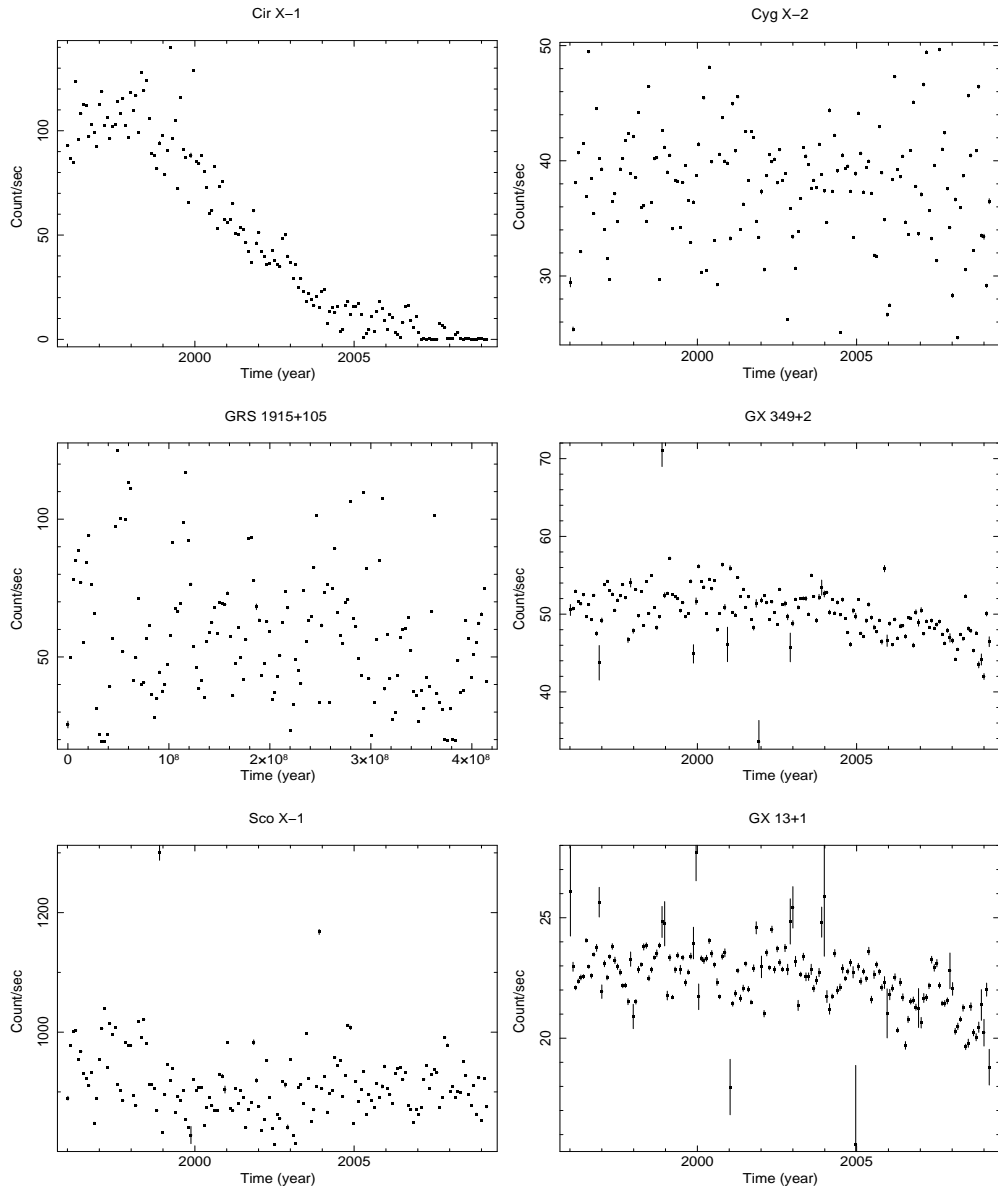 Cir X−1
Count/sec
100
50
0
2000
2005
Time (year)
Cyg X−2
Count/sec
50
40
30
2000
2005
Time (year)
GRS 1915+105
Count/sec
100
50
0
10⁸
2×10⁸
3×10⁸
4×10⁸
Time (year)
GX 349+2
Count/sec
70
60
50
40
2000
2005
Time (year)
Sco X−1
Count/sec
1200
1000
2000
2005
Time (year)
GX 13+1
Count/sec
25
20
2000
2005
Time (year)